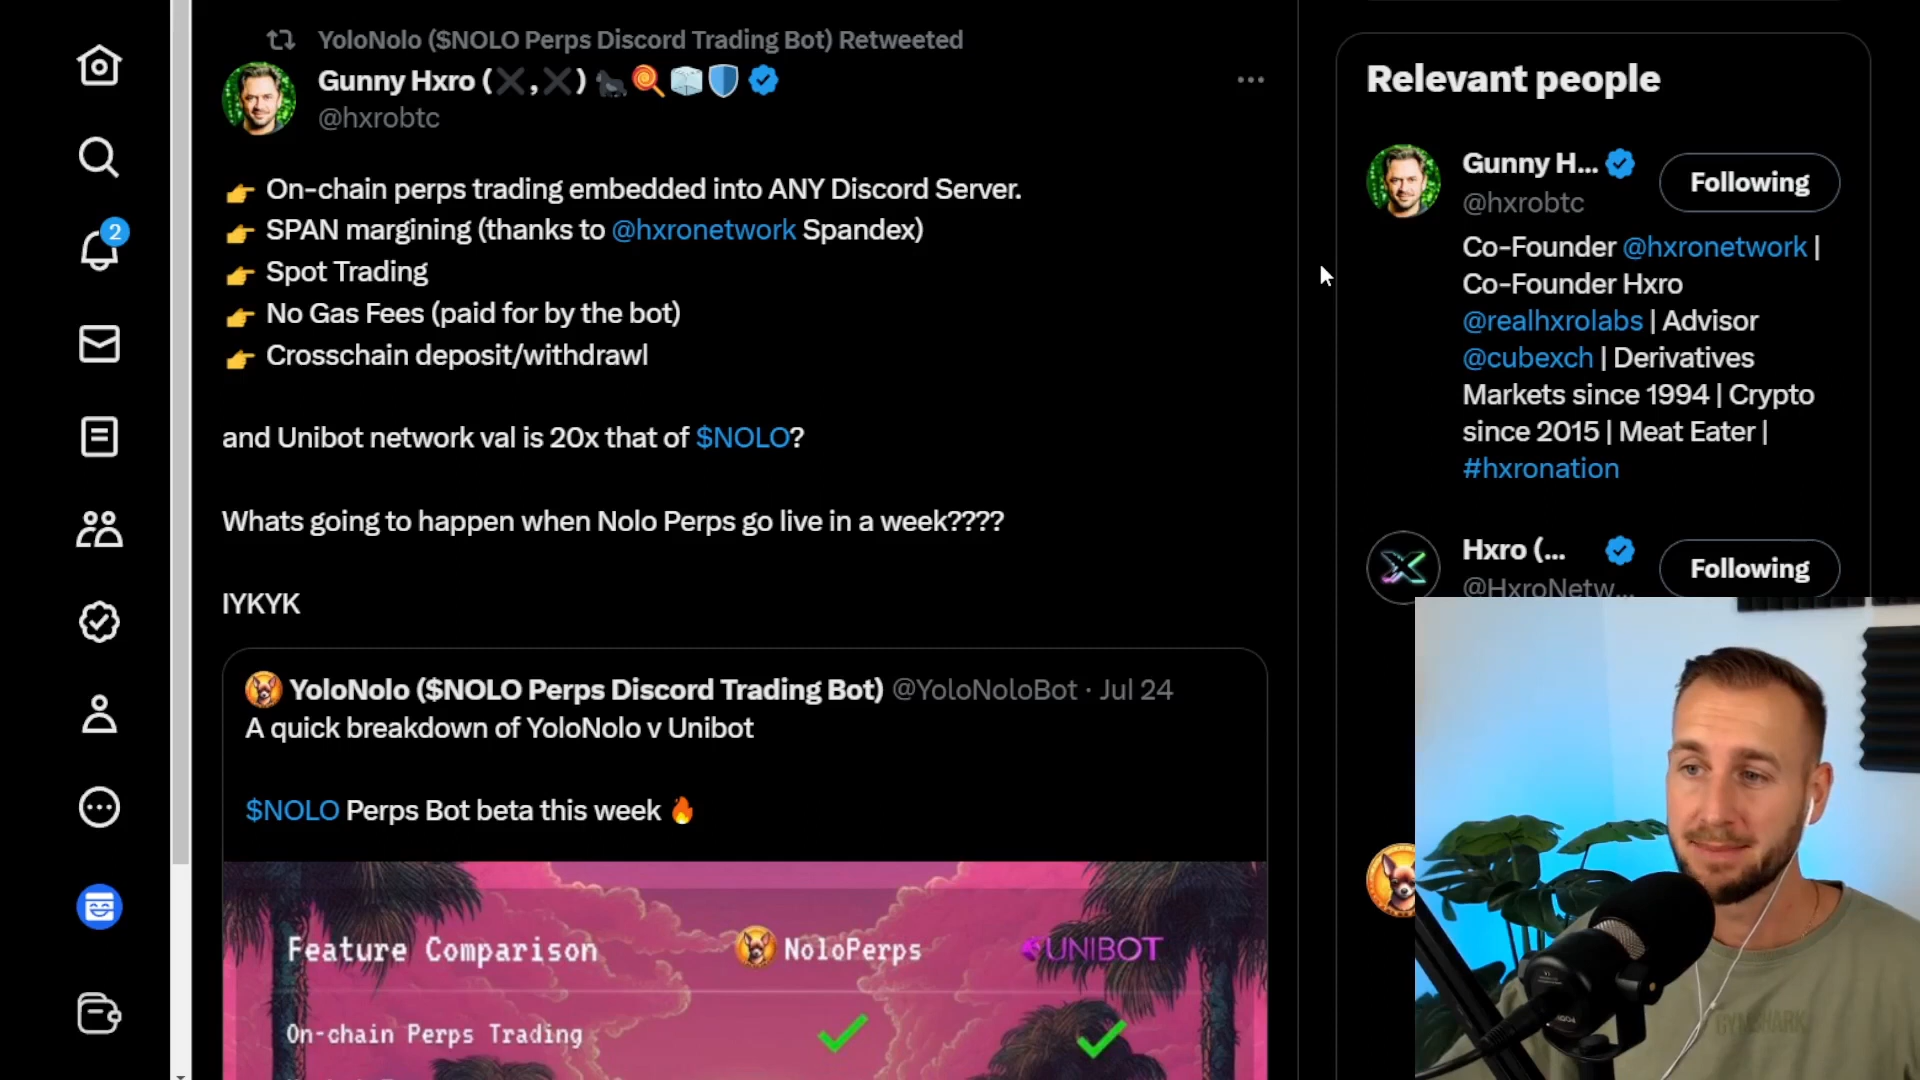 YoloNolo ($NOLO Perps Discord Trading Bot) Retweeted
Gunny Hxro (❌,❌) 🐎🍭🧊🛡️
@hxrobtc
👉 On-chain perps trading embedded into ANY Discord Server.
👉 SPAN margining (thanks to @hxronetwork Spandex)
👉 Spot Trading
👉 No Gas Fees (paid for by the bot)
👉 Crosschain deposit/withdrawl
and Unibot network val is 20x that of $NOLO?
Whats going to happen when Nolo Perps go live in a week????
IYKYK
YoloNolo ($NOLO Perps Discord Trading Bot) @YoloNoloBot · Jul 24
A quick breakdown of YoloNolo v Unibot
$NOLO Perps Bot beta this week 🔥
Feature Comparison NoloPerps UNIBOT
On-chain Perps Trading
2
Relevant people
Gunny H... Following
@hxrobtc
Co-Founder @hxronetwork |
Co-Founder Hxro
@realhxrolabs | Advisor
@cubexch | Derivatives
Markets since 1994 | Crypto
since 2015 | Meat Eater |
#hxronation
Hxro (... Following
@HxroNetw...
GYMSHARK